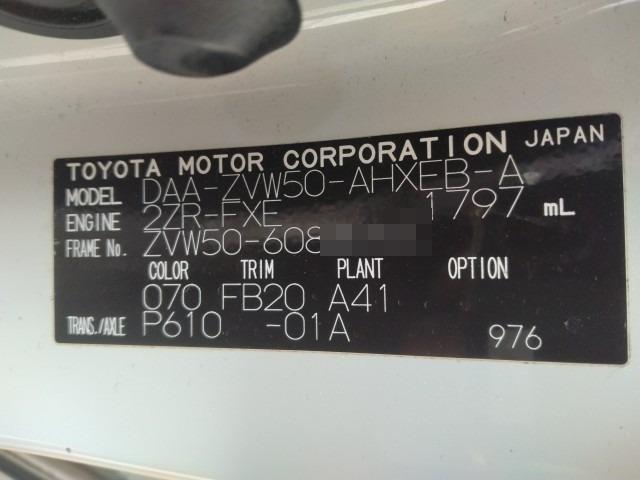 TOYOTA MOTOR CORPORATION JAPAN
MODEL DAA-ZVW50-AHXEB-A
ENGINE 2ZR-FXE 1797 mL
FRAME No. ZVW50-608
COLOR TRIM PLANT OPTION
070 FB20 A41
TRANS./AXLE P610 -01A 976